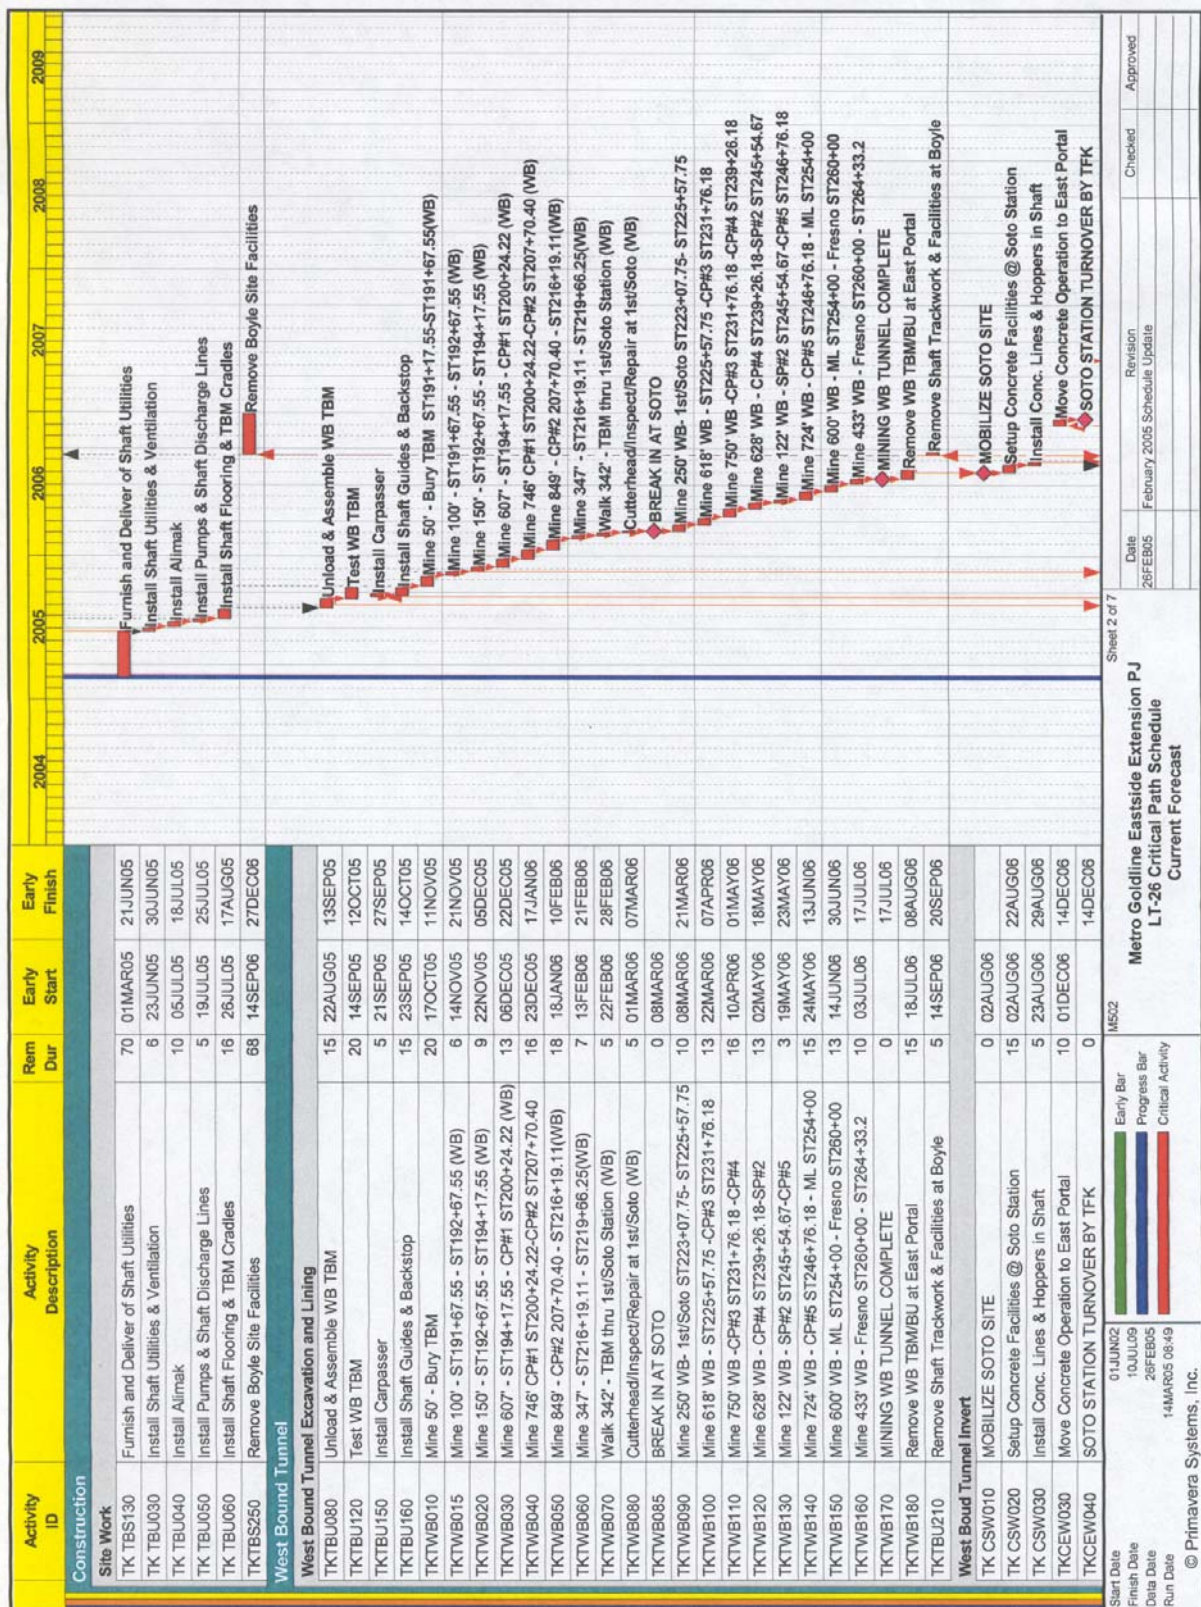 Activity ID Activity Description Rem Dur Early Start Early Finish 2004 2005 2006 2007 2008 2009
Construction
Site Work
TK TBS130 Furnish and Deliver of Shaft Utilities 70 01MAR05 21JUN05 Furnish and Deliver of Shaft Utilities
TK TBU030 Install Shaft Utilities & Ventilation 6 23JUN05 30JUN05 Install Shaft Utilities & Ventilation
TK TBU040 Install Alimak 10 05JUL05 18JUL05 Install Alimak
TK TBU050 Install Pumps & Shaft Discharge Lines 5 19JUL05 25JUL05 Install Pumps & Shaft Discharge Lines
TK TBU060 Install Shaft Flooring & TBM Cradles 16 26JUL05 17AUG05 Install Shaft Flooring & TBM Cradles
TKTBS250 Remove Boyle Site Facilities 68 14SEP06 27DEC06 Remove Boyle Site Facilities
West Bound Tunnel
West Bound Tunnel Excavation and Lining
TKTBU080 Unload & Assemble WB TBM 15 22AUG05 13SEP05 Unload & Assemble WB TBM
TKTBU120 Test WB TBM 20 14SEP05 12OCT05 Test WB TBM
TKTBU150 Install Carpasser 5 21SEP05 27SEP05 Install Carpasser
TKTBU160 Install Shaft Guides & Backstop 15 23SEP05 14OCT05 Install Shaft Guides & Backstop
TKTWB010 Mine 50' - Bury TBM 20 17OCT05 11NOV05 Mine 50' - Bury TBM ST191+17.55-ST191+67.55(WB)
TKTWB015 Mine 100' - ST191+67.55 - ST192+67.55 (WB) 6 14NOV05 21NOV05 Mine 100' - ST191+67.55 - ST192+67.55 (WB)
TKTWB020 Mine 150' - ST192+67.55 - ST194+17.55 (WB) 9 22NOV05 05DEC05 Mine 150' - ST192+67.55 - ST194+17.55 (WB)
TKTWB030 Mine 607' - ST194+17.55 - CP#1 ST200+24.22 (WB) 13 06DEC05 22DEC05 Mine 607' - ST194+17.55 - CP#1 ST200+24.22 (WB)
TKTWB040 Mine 746' CP#1 ST200+24.22-CP#2 ST207+70.40 16 23DEC05 17JAN06 Mine 746' CP#1 ST200+24.22-CP#2 ST207+70.40 (WB)
TKTWB050 Mine 849' - CP#2 207+70.40 - ST216+19.11(WB) 18 18JAN06 10FEB06 Mine 849' - CP#2 207+70.40 - ST216+19.11(WB)
TKTWB060 Mine 347' - ST216+19.11 - ST219+66.25(WB) 7 13FEB06 21FEB06 Mine 347' - ST216+19.11 - ST219+66.25(WB)
TKTWB070 Walk 342' - TBM thru 1st/Soto Station (WB) 5 22FEB06 28FEB06 Walk 342' - TBM thru 1st/Soto Station (WB)
TKTWB080 Cutterhead/Inspect/Repair at 1st/Soto (WB) 5 01MAR06 07MAR06 Cutterhead/Inspect/Repair at 1st/Soto (WB)
TKTWB085 BREAK IN AT SOTO 0 08MAR06 BREAK IN AT SOTO
TKTWB090 Mine 250' WB- 1st/Soto ST223+07.75- ST225+57.75 10 08MAR06 21MAR06 Mine 250' WB- 1st/Soto ST223+07.75- ST225+57.75
TKTWB100 Mine 618' WB - ST225+57.75 -CP#3 ST231+76.18 13 22MAR06 07APR06 Mine 618' WB - ST225+57.75 -CP#3 ST231+76.18
TKTWB110 Mine 750' WB -CP#3 ST231+76.18 -CP#4 16 10APR06 01MAY06 Mine 750' WB -CP#3 ST231+76.18 -CP#4 ST239+26.18
TKTWB120 Mine 628' WB - CP#4 ST239+26.18-SP#2 13 02MAY06 18MAY06 Mine 628' WB - CP#4 ST239+26.18-SP#2 ST245+54.67
TKTWB130 Mine 122' WB - SP#2 ST245+54.67-CP#5 3 19MAY06 23MAY06 Mine 122' WB - SP#2 ST245+54.67-CP#5 ST246+76.18
TKTWB140 Mine 724' WB - CP#5 ST246+76.18 - ML ST254+00 15 24MAY06 13JUN06 Mine 724' WB - CP#5 ST246+76.18 - ML ST254+00
TKTWB150 Mine 600' WB - ML ST254+00 - Fresno ST260+00 13 14JUN06 30JUN06 Mine 600' WB - ML ST254+00 - Fresno ST260+00
TKTWB160 Mine 433' WB - Fresno ST260+00 - ST264+33.2 10 03JUL06 17JUL06 Mine 433' WB - Fresno ST260+00 - ST264+33.2
TKTWB170 MINING WB TUNNEL COMPLETE 0 17JUL06 MINING WB TUNNEL COMPLETE
TKTWB180 Remove WB TBM/BU at East Portal 15 18JUL06 08AUG06 Remove WB TBM/BU at East Portal
TKTBU210 Remove Shaft Trackwork & Facilities at Boyle 5 14SEP06 20SEP06 Remove Shaft Trackwork & Facilities at Boyle
West Boud Tunnel Invert
TK CSW010 MOBILIZE SOTO SITE 0 02AUG06 MOBILIZE SOTO SITE
TK CSW020 Setup Concrete Facilities @ Soto Station 15 02AUG06 22AUG06 Setup Concrete Facilities @ Soto Station
TK CSW030 Install Conc. Lines & Hoppers in Shaft 5 23AUG06 29AUG06 Install Conc. Lines & Hoppers in Shaft
TKCEW030 Move Concrete Operation to East Portal 10 01DEC06 14DEC06 Move Concrete Operation to East Portal
TKCEW040 SOTO STATION TURNOVER BY TFK 0 14DEC06 SOTO STATION TURNOVER BY TFK
Start Date 01JUN02
Finish Date 10JUL09
Data Date 26FEB05
Run Date 14MAR05 08:49
© Primavera Systems, Inc.
Early Bar
Progress Bar
Critical Activity
M502
Metro Goldline Eastside Extension PJ
LT-26 Critical Path Schedule
Current Forecast
Sheet 2 of 7
Date Revision Checked Approved
26FEB05 February 2005 Schedule Update